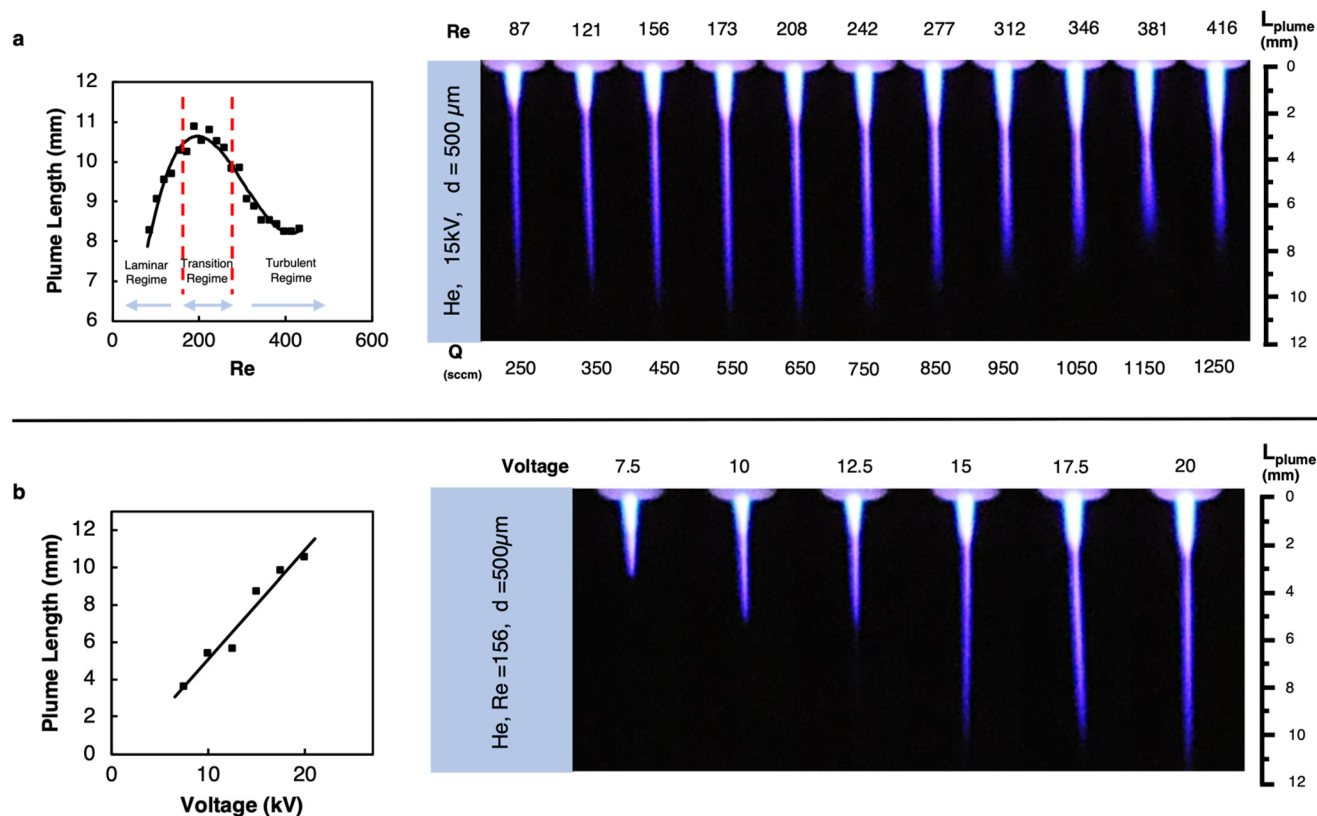 a
Plume Length (mm)
12
11
10
9
8
7
6
Laminar Regime
Transition Regime
Turbulent Regime
0 200 400 600
Re
Re 87 121 156 173 208 242 277 312 346 381 416
He, 15kV, d = 500 µm
Q (sccm) 250 350 450 550 650 750 850 950 1050 1150 1250
Lplume (mm)
0
2
4
6
8
10
12
b
Plume Length (mm)
12
10
8
6
4
2
0
0 10 20
Voltage (kV)
Voltage 7.5 10 12.5 15 17.5 20
He, Re =156, d =500µm
Lplume (mm)
0
2
4
6
8
10
12